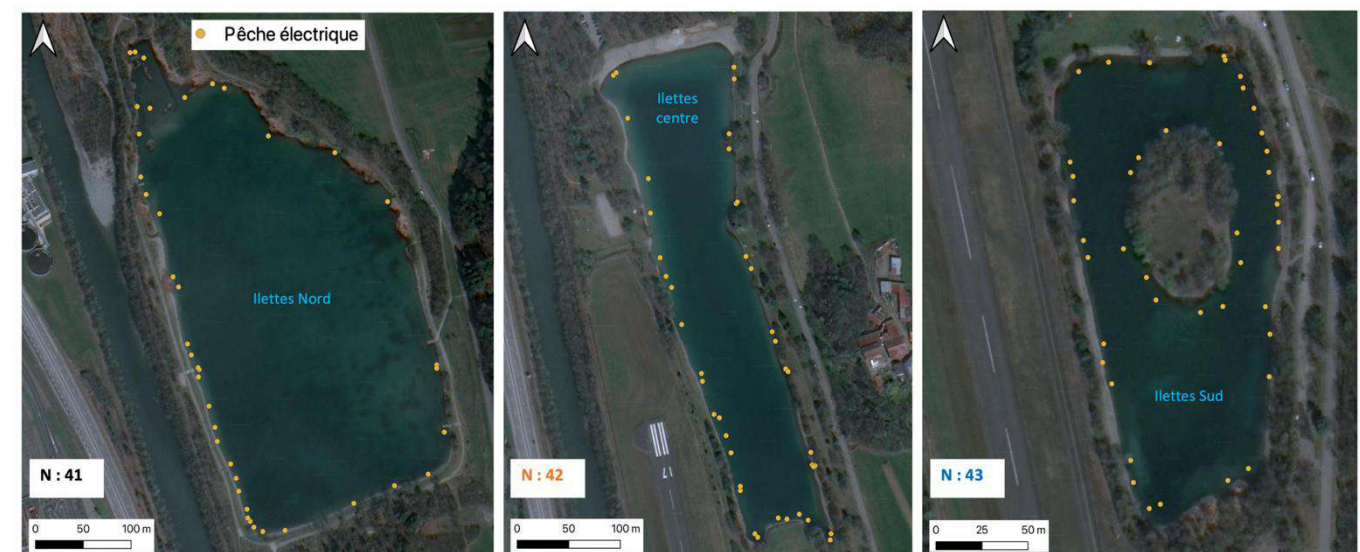 Pêche électrique
Ilettes Nord
N : 41
0 50 100 m
Ilettes
centre
17
N : 42
0 50 100 m
Ilettes Sud
N : 43
0 25 50 m